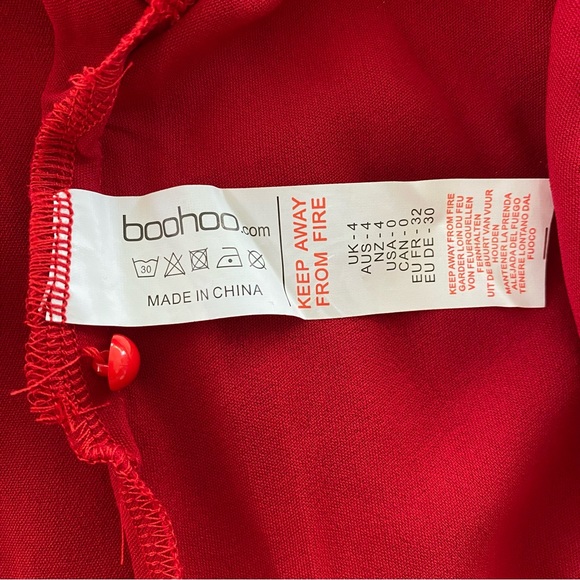 boohoo.com
30
MADE IN CHINA
KEEP AWAY
FROM FIRE
UK - 4
AUS - 4
NZ - 4
USA - 0
CAN - 0
EU FR - 32
EU DE - 30
KEEP AWAY FROM FIRE
GARDER LOIN DU FEU
VON FEUERQUELLEN
FERNHALTEN
UIT DE BUURT VAN VUUR
HOUDEN
MANTENER LA PRENDA
ALEJADA DEL FUEGO
TENERE LONTANO DAL
FUOCO